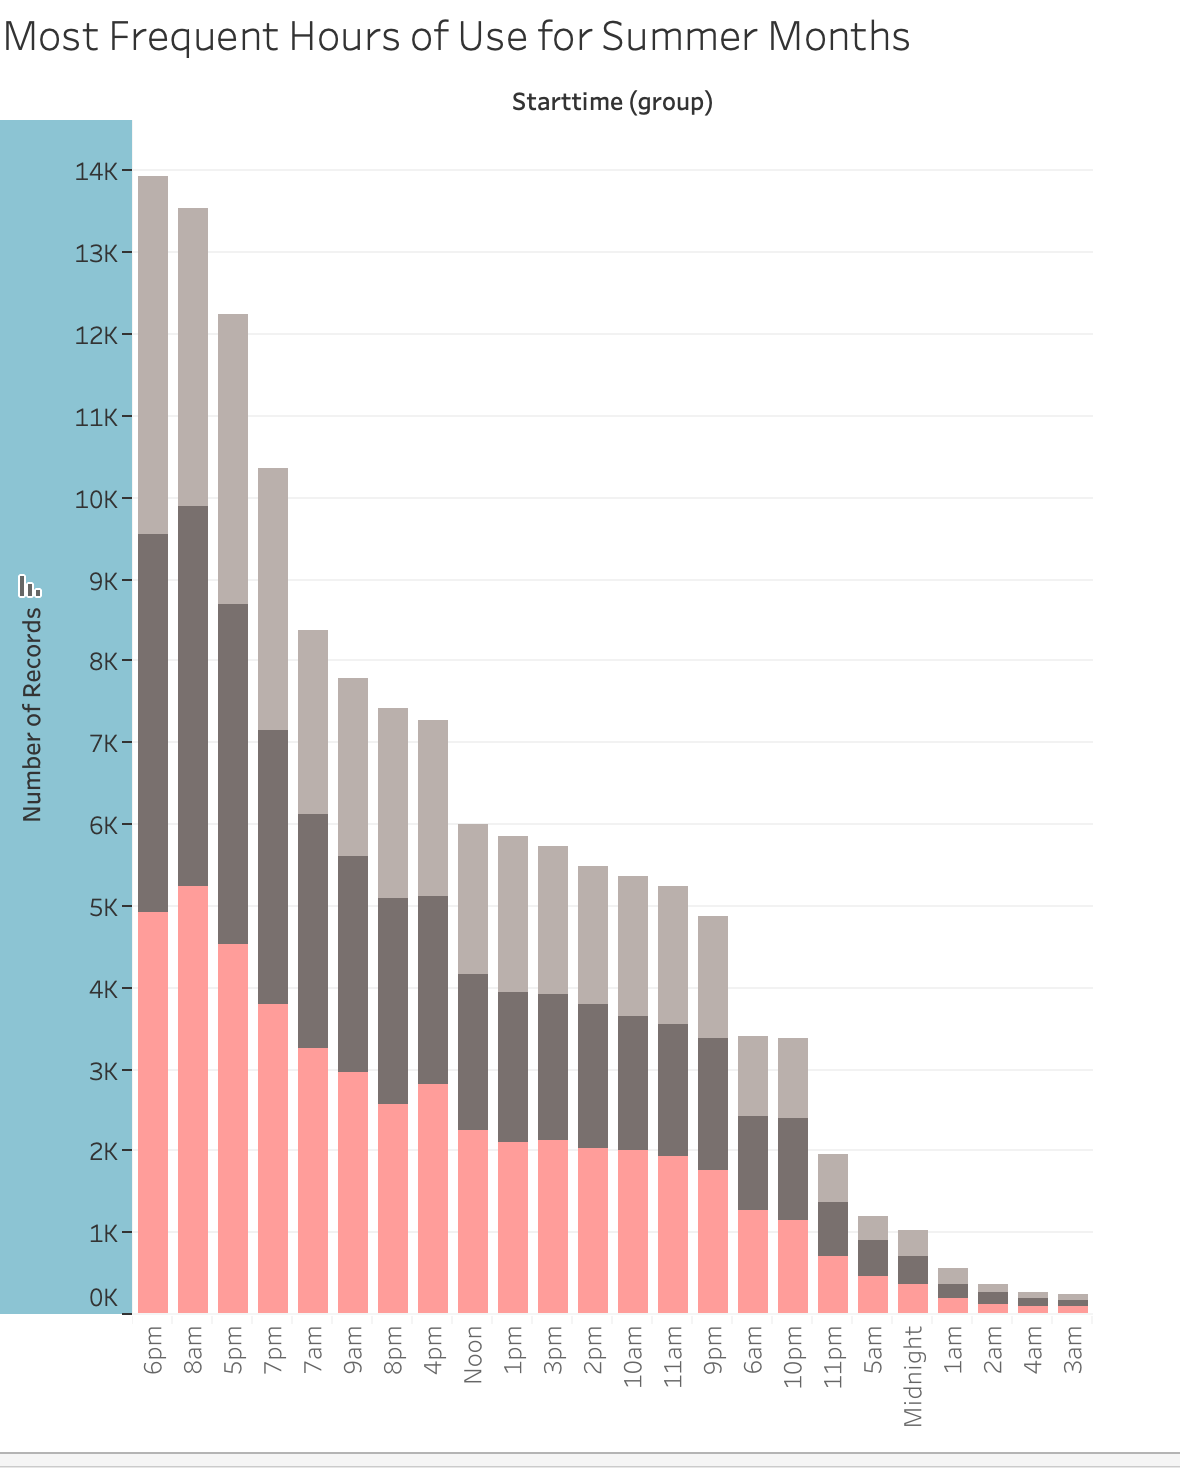 Most Frequent Hours of Use for Summer Months
Starttime (group)
Number of Records
14K
13K
12K
11K
10K
9K
8K
7K
6K
5K
4K
3K
2K
1K
0K
6pm
8am
5pm
7pm
7am
9am
8pm
4pm
Noon
1pm
3pm
2pm
10am
11am
9pm
6am
10pm
11pm
5am
Midnight
1am
2am
4am
3am